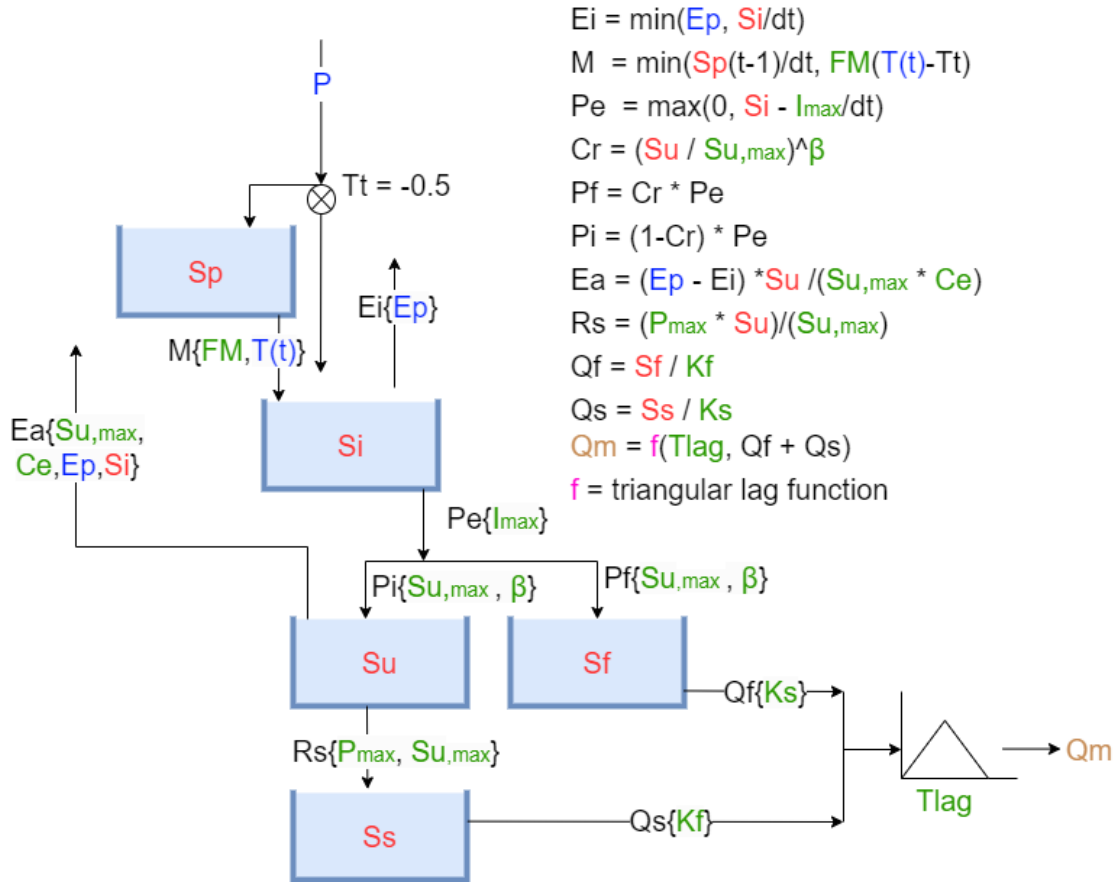 Ei = min(Ep, Si/dt)
M = min(Sp(t-1)/dt, FM(T(t)-Tt)
Pe = max(0, Si - Imax/dt)
Cr = (Su / Su,max)^β
Pf = Cr * Pe
Pi = (1-Cr) * Pe
Ea = (Ep - Ei) *Su /(Su,max * Ce)
Rs = (Pmax * Su)/(Su,max)
Qf = Sf / Kf
Qs = Ss / Ks
Qm = f(Tlag, Qf + Qs)
f = triangular lag function
P
Tt = -0.5
Sp
Ei{Ep}
M{FM,T(t)}
Ea{Su,max,
Ce,Ep,Si}
Si
Pe{Imax}
Pi{Su,max , β}
Pf{Su,max , β}
Su
Sf
Qf{Ks}
Rs{Pmax, Su,max}
Qm
Tlag
Ss
Qs{Kf}